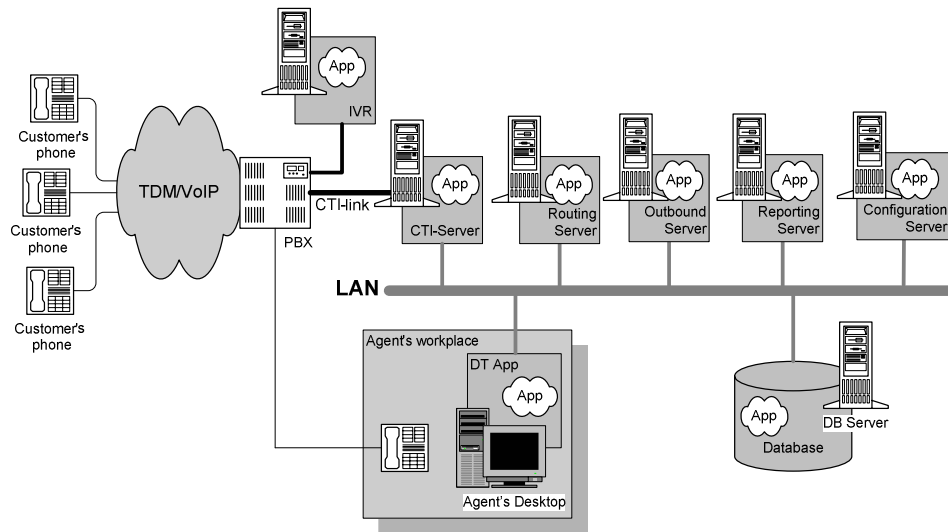 App
IVR
Customer's
phone
TDM/VoIP
Customer's
phone
Customer's
phone
PBX
CTI-link
App
CTI-Server
App
Routing
Server
App
Outbound
Server
App
Reporting
Server
App
Configuration
Server
LAN
Agent's workplace
DT App
App
Agent's Desktop
App
Database
DB Server